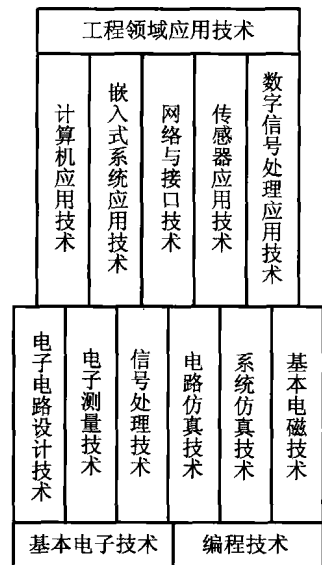 工程领域应用技术
计算机应用技术
嵌入式系统应用技术
网络与接口技术
传感器应用技术
数字信号处理应用技术
电子电路设计技术
电子测量技术
信号处理技术
电路仿真技术
系统仿真技术
基本电磁技术
基本电子技术
编程技术